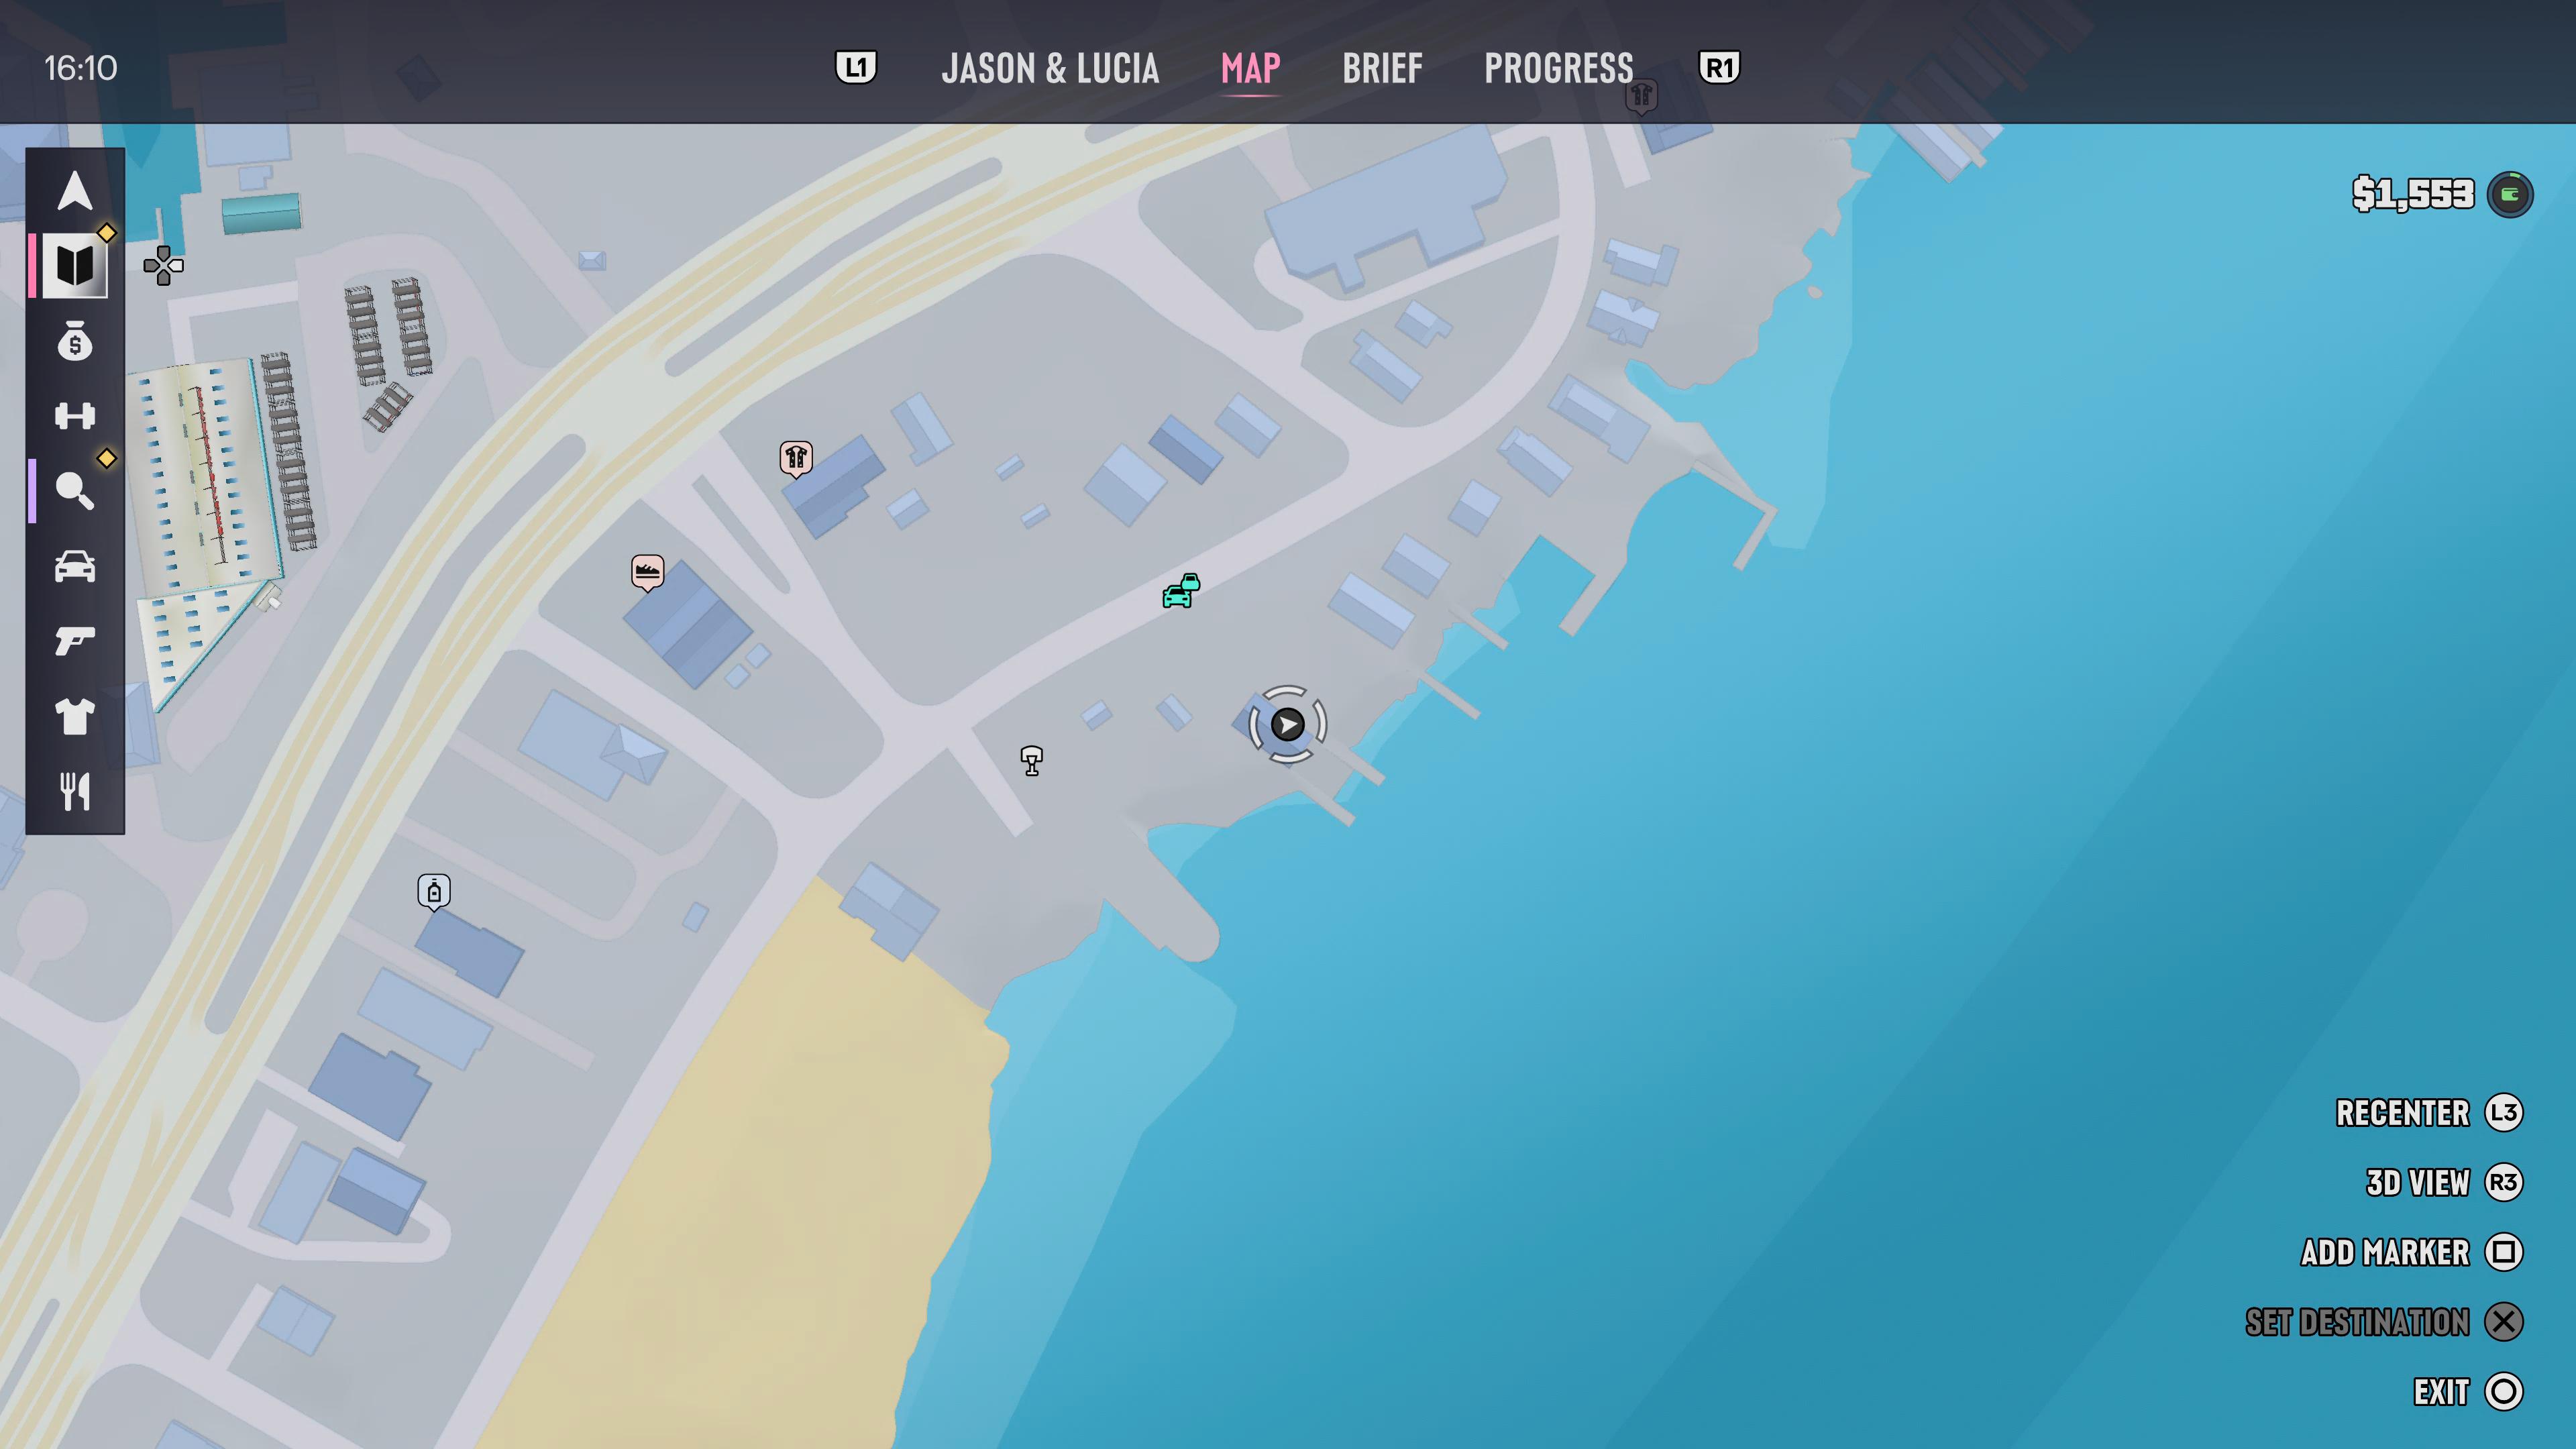 16:10
L1 JASON & LUCIA MAP BRIEF PROGRESS R1
$1,553
RECENTER L3
3D VIEW R3
ADD MARKER
SET DESTINATION
EXIT